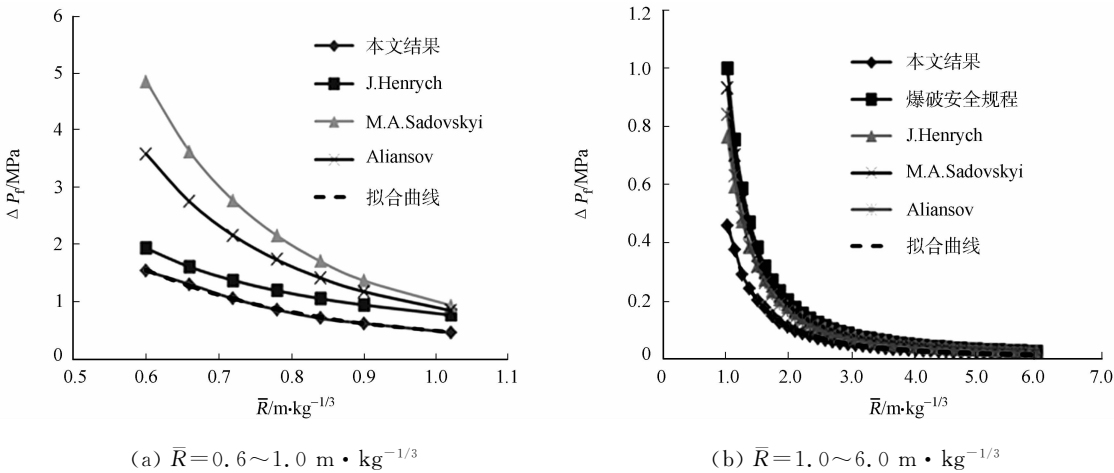 6
5
4
3
2
1
0
Δ P_f/MPa
本文结果
J.Henrych
M.A.Sadovskyi
Aliansov
拟合曲线
0.5 0.6 0.7 0.8 0.9 1.0 1.1
R̅/m·kg⁻¹/³
(a) R̅=0.6～1.0 m·kg⁻¹/³
1.2
1.0
0.8
0.6
0.4
0.2
0
Δ P_f/MPa
本文结果
爆破安全规程
J.Henrych
M.A.Sadovskyi
Aliansov
拟合曲线
0 1.0 2.0 3.0 4.0 5.0 6.0 7.0
R̅/m·kg⁻¹/³
(b) R̅=1.0～6.0 m·kg⁻¹/³